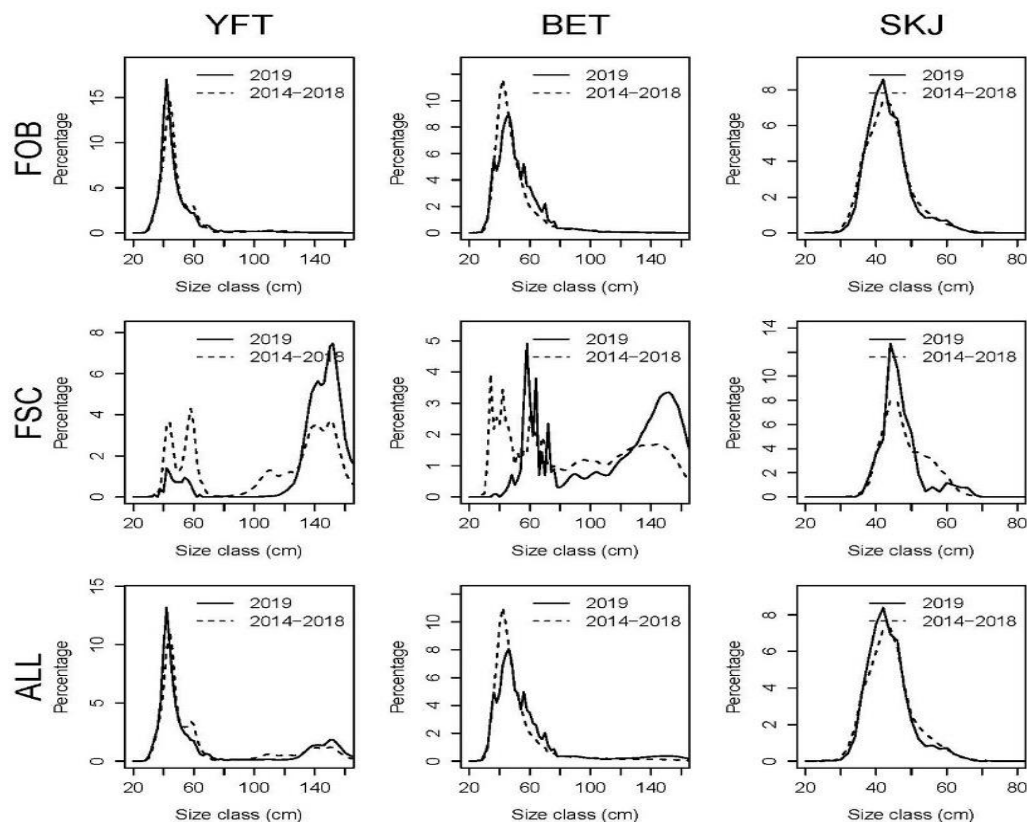 YFT BET SKJ
FOB
Percentage
0 5 10 15
2019
2014-2018
20 60 100 140
Size class (cm)
Percentage
0 2 4 6 8 10
2019
2014-2018
20 60 100 140
Size class (cm)
Percentage
0 2 4 6 8
2019
2014-2018
20 40 60 80
Size class (cm)
FSC
Percentage
0 2 4 6 8
2019
2014-2018
20 60 100 140
Size class (cm)
Percentage
0 1 2 3 4 5
2019
2014-2018
20 60 100 140
Size class (cm)
Percentage
0 2 4 6 8 10 14
2019
2014-2018
20 40 60 80
Size class (cm)
ALL
Percentage
0 5 10 15
2019
2014-2018
20 60 100 140
Size class (cm)
Percentage
0 2 4 6 8 10
2019
2014-2018
20 60 100 140
Size class (cm)
Percentage
0 2 4 6 8
2019
2014-2018
20 40 60 80
Size class (cm)